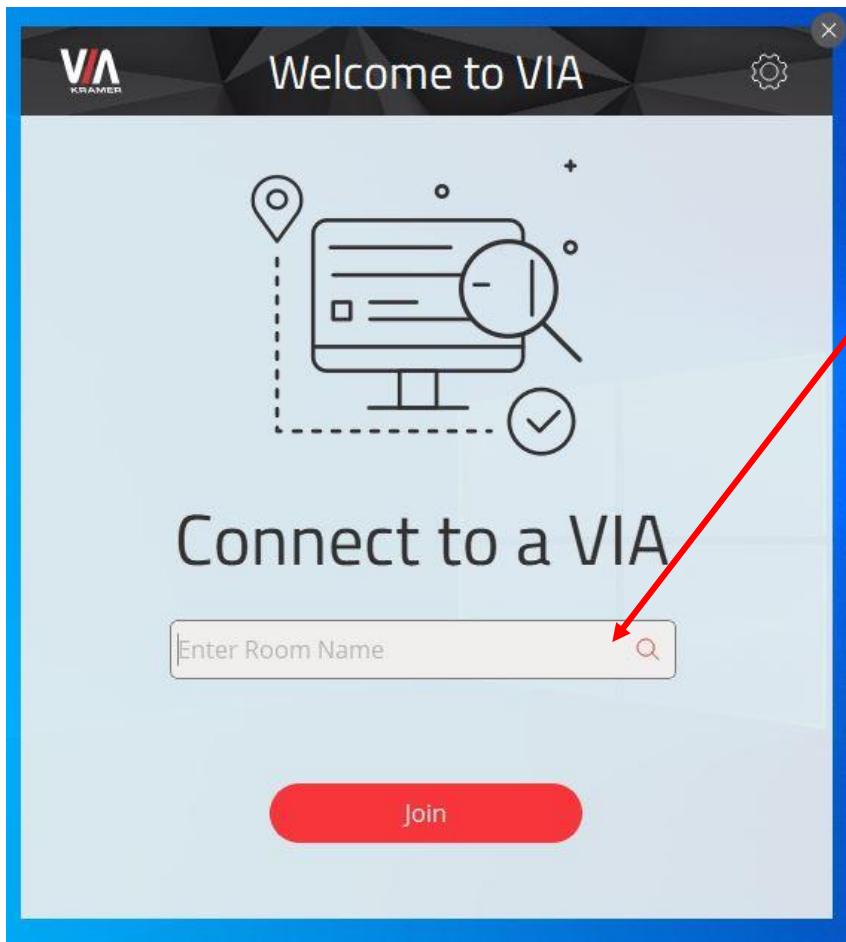 VIA
KRAMER
Welcome to VIA
Connect to a VIA
Enter Room Name
Join